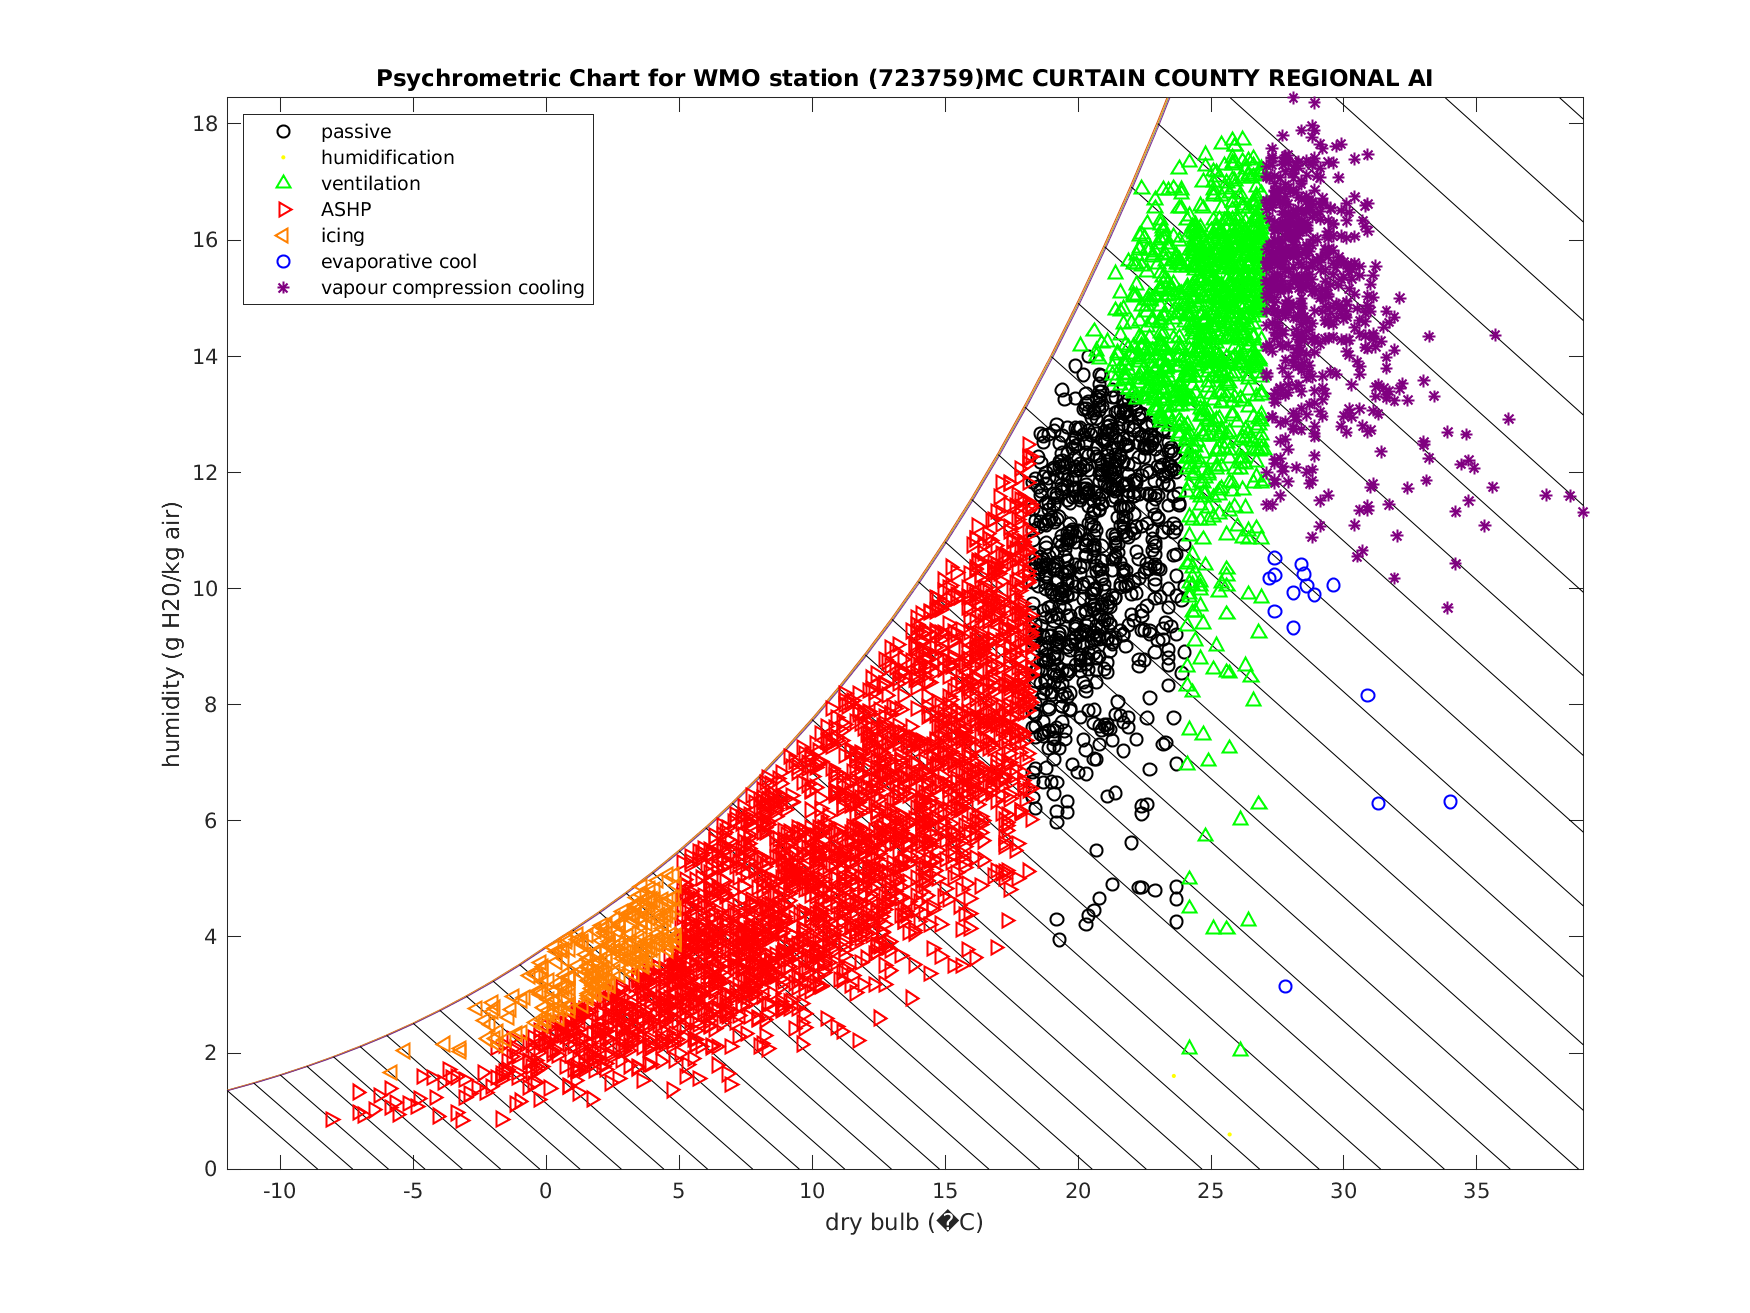 Psychrometric Chart for WMO station (723759)MC CURTAIN COUNTY REGIONAL AI
passive
humidification
ventilation
ASHP
icing
evaporative cool
vapour compression cooling
humidity (g H20/kg air)
18
16
14
12
10
8
6
4
2
0
-10 -5 0 5 10 15 20 25 30 35
dry bulb (�C)